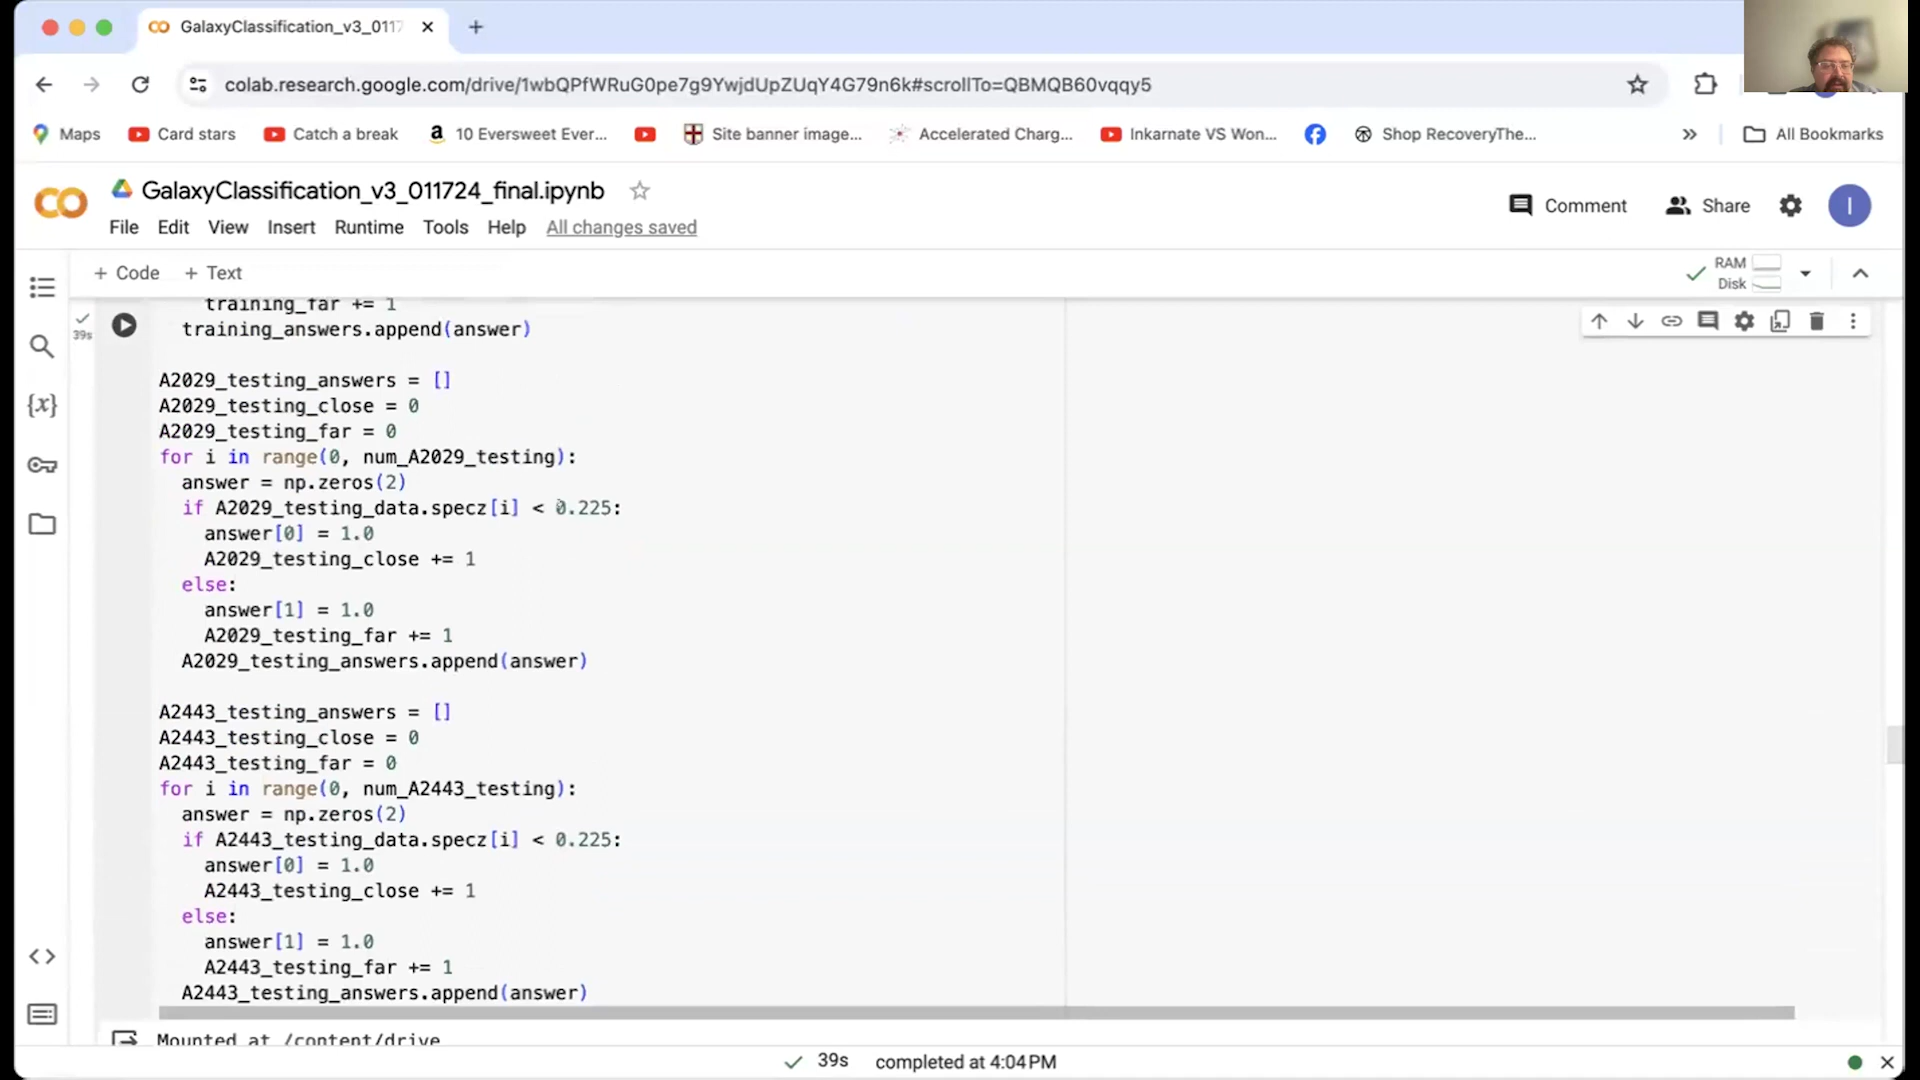 GalaxyClassification_v3_0117
colab.research.google.com/drive/1wbQPfWRuG0pe7g9YwjdUpZUqY4G79n6k#scrollTo=QBMQB60vqqy5
Maps Card stars Catch a break 10 Eversweet Ever... Site banner image... Accelerated Charg... Inkarnate VS Won... Shop RecoveryThe... » All Bookmarks
GalaxyClassification_v3_011724_final.ipynb
Comment Share I
File Edit View Insert Runtime Tools Help All changes saved
+ Code + Text
RAM
Disk
39s
training_far += 1
training_answers.append(answer)
A2029_testing_answers = []
A2029_testing_close = 0
A2029_testing_far = 0
for i in range(0, num_A2029_testing):
answer = np.zeros(2)
if A2029_testing_data.specz[i] < 0.225:
answer[0] = 1.0
A2029_testing_close += 1
else:
answer[1] = 1.0
A2029_testing_far += 1
A2029_testing_answers.append(answer)
A2443_testing_answers = []
A2443_testing_close = 0
A2443_testing_far = 0
for i in range(0, num_A2443_testing):
answer = np.zeros(2)
if A2443_testing_data.specz[i] < 0.225:
answer[0] = 1.0
A2443_testing_close += 1
else:
answer[1] = 1.0
A2443_testing_far += 1
A2443_testing_answers.append(answer)
Mounted at /content/drive
39s completed at 4:04 PM